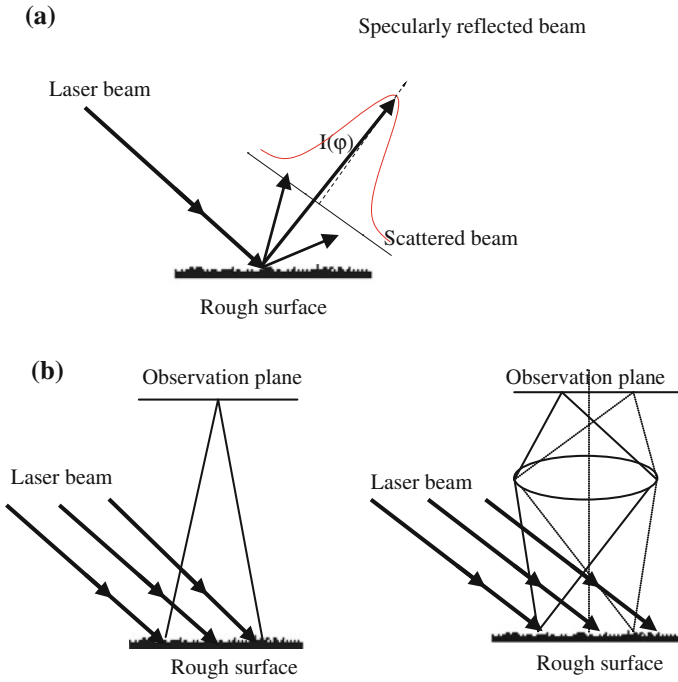 (a)
Specularly reflected beam
Laser beam
I(φ)
Scattered beam
Rough surface
(b)
Observation plane
Observation plane
Laser beam
Laser beam
Rough surface
Rough surface